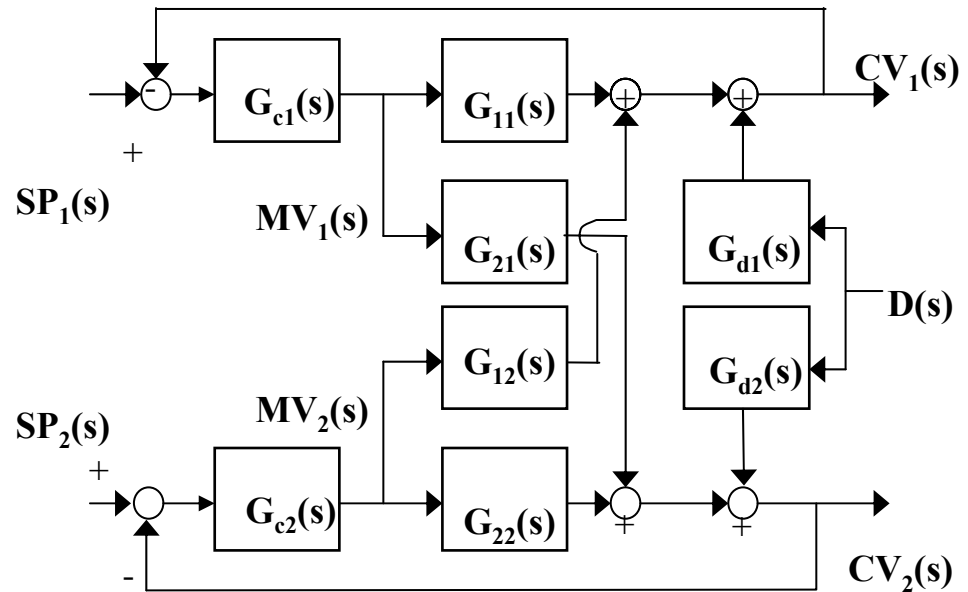 CV₁(s)
-
G_c1(s)
G₁₁(s)
+
+
+
SP₁(s)
MV₁(s)
G₂₁(s)
G_d1(s)
D(s)
G₁₂(s)
G_d2(s)
MV₂(s)
SP₂(s)
+
G_c2(s)
G₂₂(s)
+
+
-
CV₂(s)